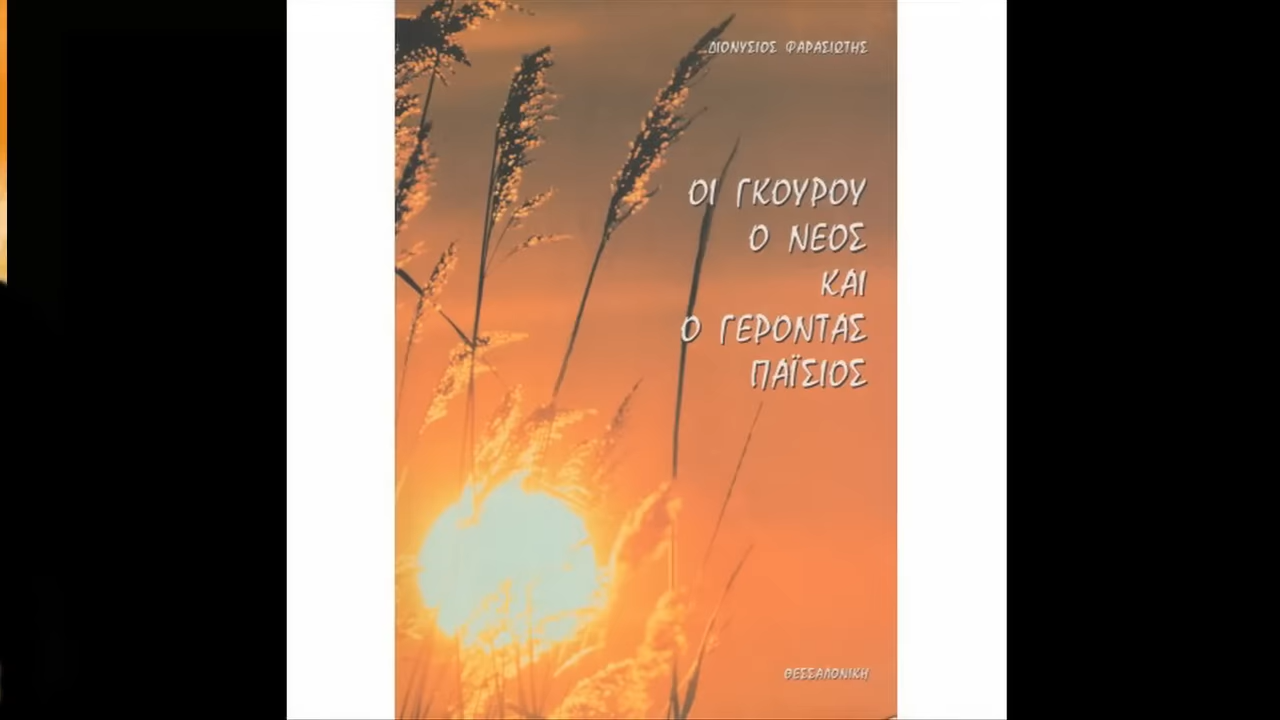 ΔΙΟΝΥΣΙΟΣ ΦΑΡΑΣΙΩΤΗΣ
ΟΙ ΓΚΟΥΡΟΥ
Ο ΝΕΟΣ
ΚΑΙ
Ο ΓΕΡΟΝΤΑΣ
ΠΑΪΣΙΟΣ
ΘΕΣΣΑΛΟΝΙΚΗ